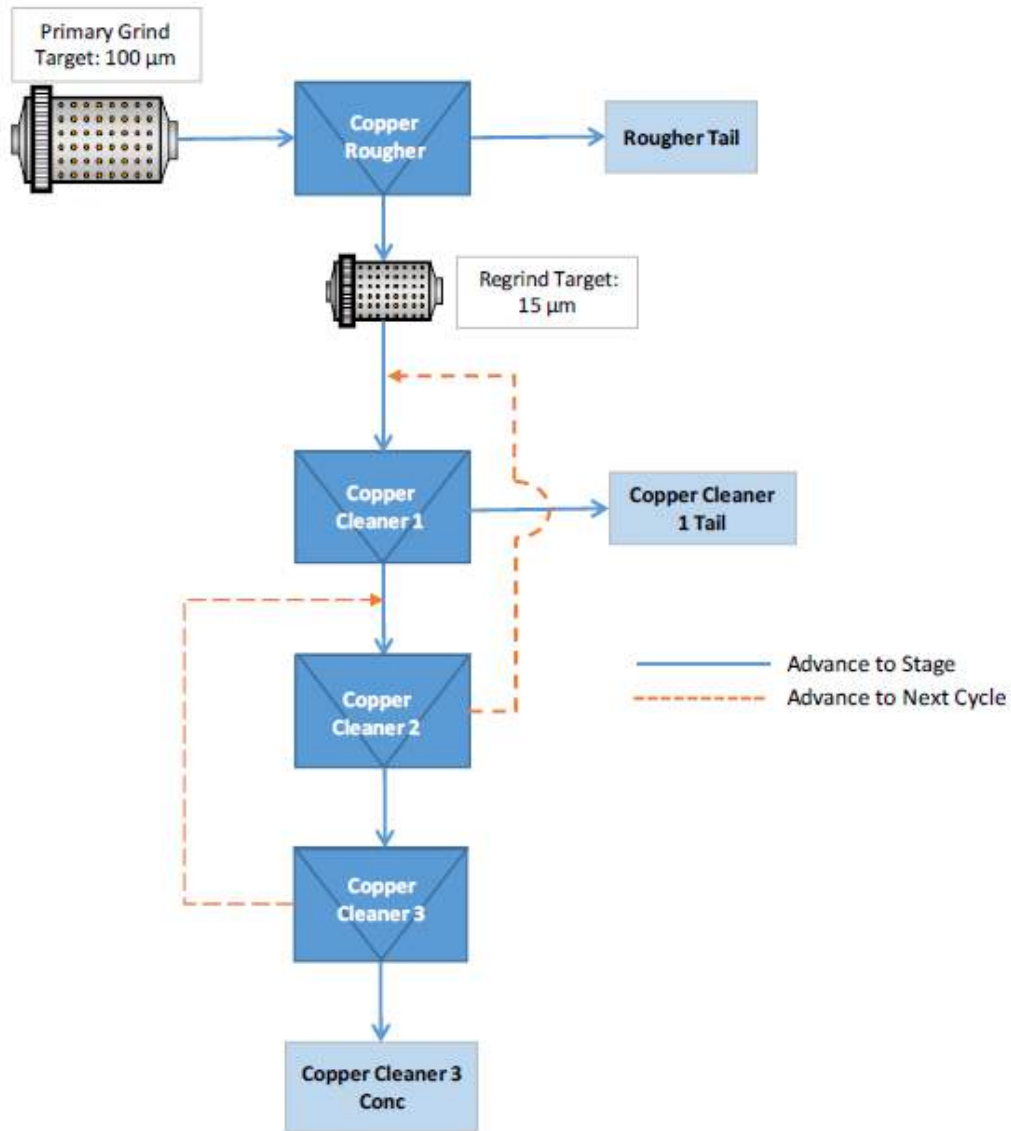 Primary Grind
Target: 100 µm
Copper
Rougher
Rougher Tail
Regrind Target:
15 µm
Copper
Cleaner 1
Copper Cleaner
1 Tail
Copper
Cleaner 2
Advance to Stage
Advance to Next Cycle
Copper
Cleaner 3
Copper Cleaner 3
Conc